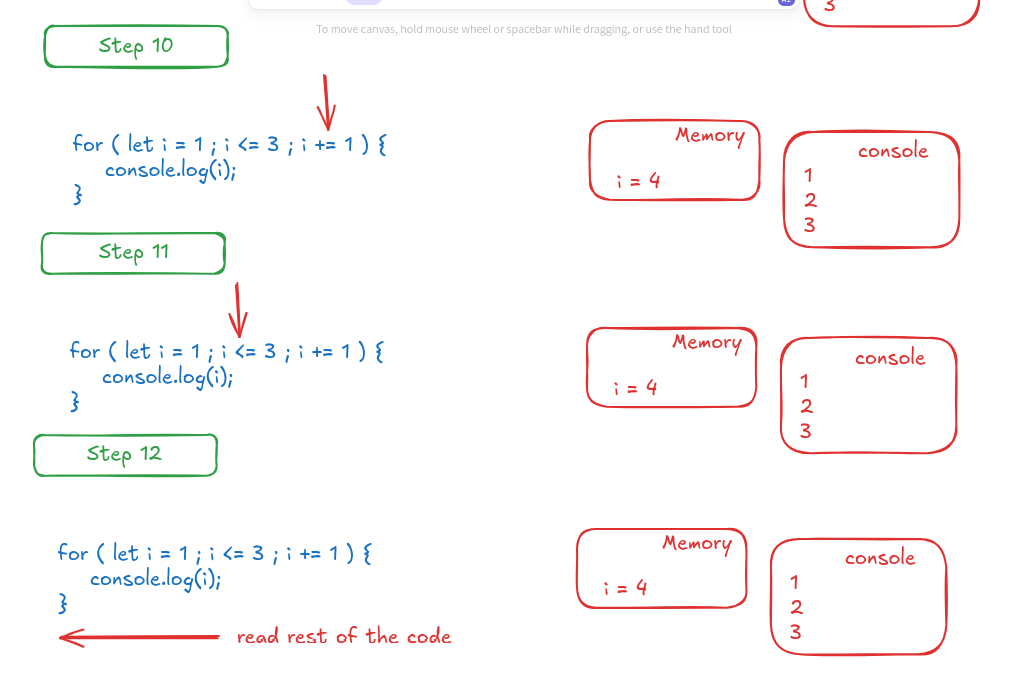 3
To move canvas, hold mouse wheel or spacebar while dragging, or use the hand tool
Step 10
for ( let i = 1 ; i <= 3 ; i += 1 ) {
console.log(i);
}
Memory
i = 4
console
1
2
3
Step 11
for ( let i = 1 ; i <= 3 ; i += 1 ) {
console.log(i);
}
Memory
i = 4
console
1
2
3
Step 12
for ( let i = 1 ; i <= 3 ; i += 1 ) {
console.log(i);
}
read rest of the code
Memory
i = 4
console
1
2
3